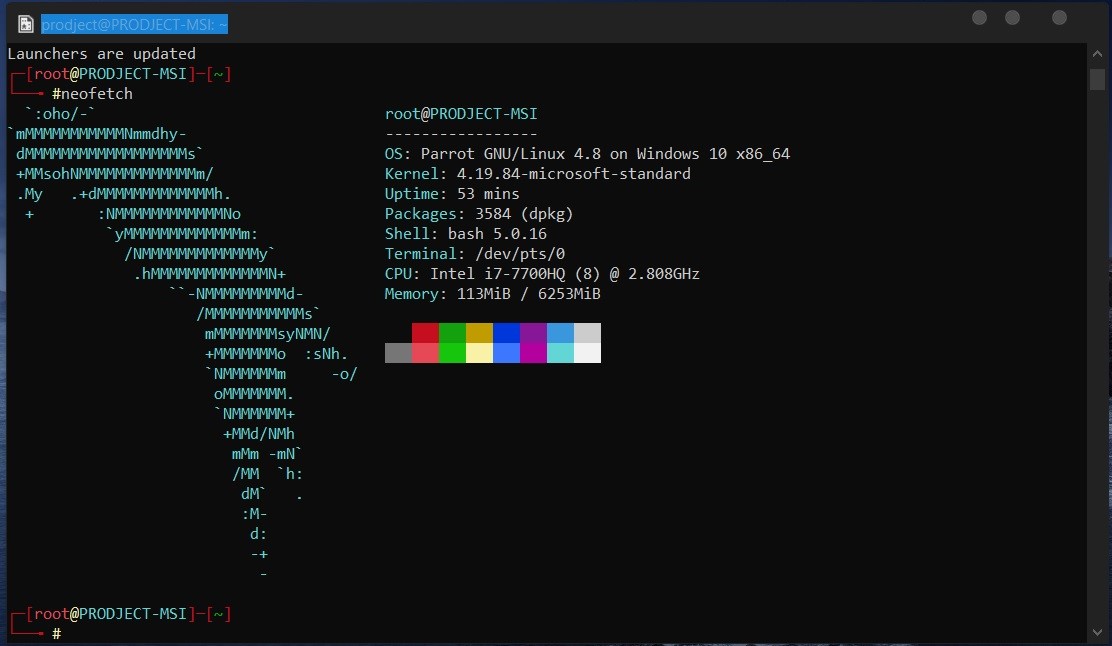 prodject@PRODJECT-MSI: ~
Launchers are updated
┌─[root@PRODJECT-MSI]─[~]
└──╼ #neofetch
  `:oho/-`                                root@PRODJECT-MSI
`mMMMMMMMMMMMNmmdhy-                      -----------------
 dMMMMMMMMMMMMMMMMMMs`                    OS: Parrot GNU/Linux 4.8 on Windows 10 x86_64
 +MMsohNMMMMMMMMMMMMMm/                   Kernel: 4.19.84-microsoft-standard
 .My   .+dMMMMMMMMMMMMMh.                 Uptime: 53 mins
  +       :NMMMMMMMMMMMMNo                Packages: 3584 (dpkg)
           `yMMMMMMMMMMMMMm:              Shell: bash 5.0.16
             /NMMMMMMMMMMMMMy`            Terminal: /dev/pts/0
              .hMMMMMMMMMMMMMN+           CPU: Intel i7-7700HQ (8) @ 2.808GHz
                  ``-NMMMMMMMMMd-         Memory: 113MiB / 6253MiB
                     /MMMMMMMMMMMs`
                      mMMMMMMMsyNMN/
                      +MMMMMMMo  :sNh.
                      `NMMMMMMm     -o/
                       oMMMMMMM.
                       `NMMMMMM+
                        +MMd/NMh
                         mMm -mN`
                         /MM  `h:
                          dM`   .
                          :M-
                           d:
                           -+
                            -
┌─[root@PRODJECT-MSI]─[~]
└──╼ #